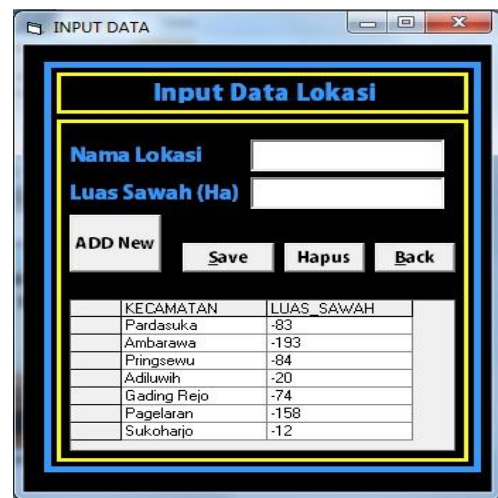 INPUT DATA
Input Data Lokasi
Nama Lokasi
Luas Sawah (Ha)
ADD New Save Hapus Back
KECAMATAN LUAS_SAWAH
Pardasuka -83
Ambarawa -193
Pringsewu -84
Adiluwih -20
Gading Rejo -74
Pagelaran -158
Sukoharjo -12